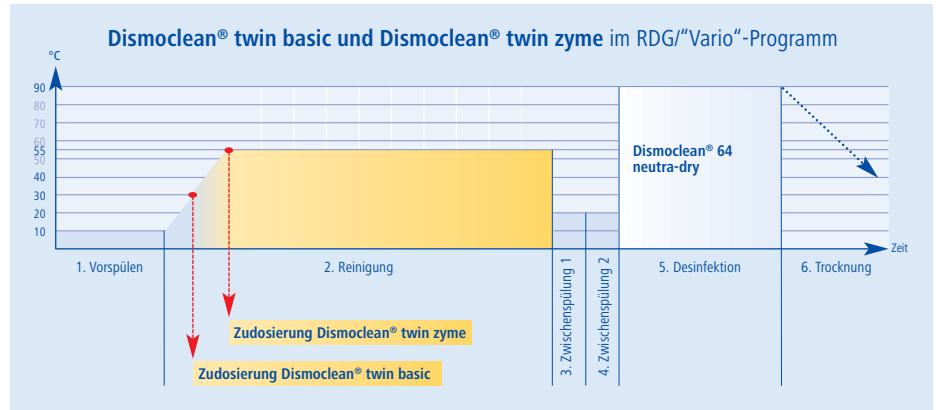 Dismoclean® twin basic und Dismoclean® twin zyme im RDG/“Vario“-Programm
°C
90
80
70
60
55
50
40
30
20
10
Dismoclean® 64
neutra-dry
Zeit
1. Vorspülen
2. Reinigung
3. Zwischenspülung 1
4. Zwischenspülung 2
5. Desinfektion
6. Trocknung
Zudosierung Dismoclean® twin zyme
Zudosierung Dismoclean® twin basic